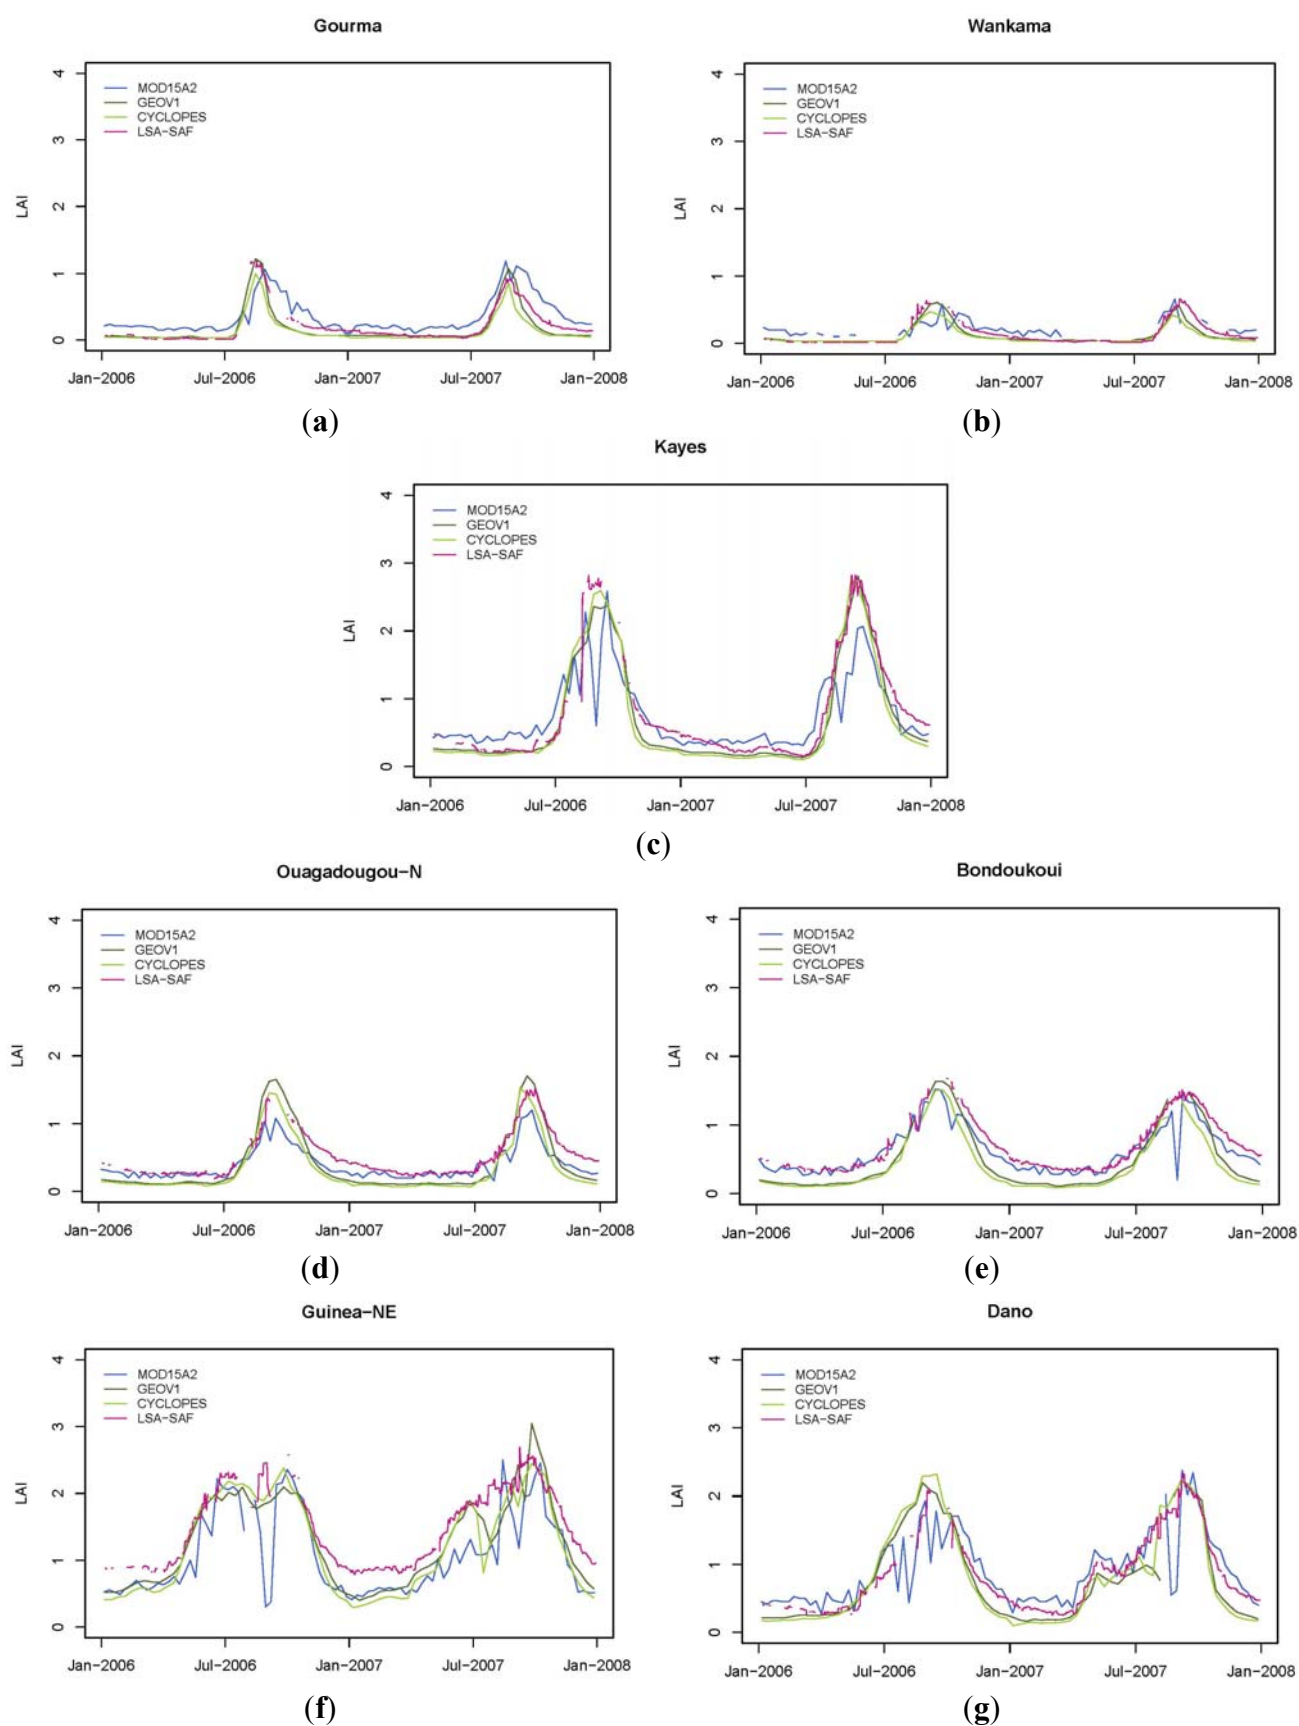 Gourma
4
3
2
1
0
LAI
MOD15A2
GEOV1
CYCLOPES
LSA-SAF
Jan-2006 Jul-2006 Jan-2007 Jul-2007 Jan-2008
(a)
Wankama
4
3
2
1
0
LAI
MOD15A2
GEOV1
CYCLOPES
LSA-SAF
Jan-2006 Jul-2006 Jan-2007 Jul-2007 Jan-2008
(b)
Kayes
4
3
2
1
0
LAI
MOD15A2
GEOV1
CYCLOPES
LSA-SAF
Jan-2006 Jul-2006 Jan-2007 Jul-2007 Jan-2008
(c)
Ouagadougou-N
4
3
2
1
0
LAI
MOD15A2
GEOV1
CYCLOPES
LSA-SAF
Jan-2006 Jul-2006 Jan-2007 Jul-2007 Jan-2008
(d)
Bondoukoui
4
3
2
1
0
LAI
MOD15A2
GEOV1
CYCLOPES
LSA-SAF
Jan-2006 Jul-2006 Jan-2007 Jul-2007 Jan-2008
(e)
Guinea-NE
4
3
2
1
0
LAI
MOD15A2
GEOV1
CYCLOPES
LSA-SAF
Jan-2006 Jul-2006 Jan-2007 Jul-2007 Jan-2008
(f)
Dano
4
3
2
1
0
LAI
MOD15A2
GEOV1
CYCLOPES
LSA-SAF
Jan-2006 Jul-2006 Jan-2007 Jul-2007 Jan-2008
(g)